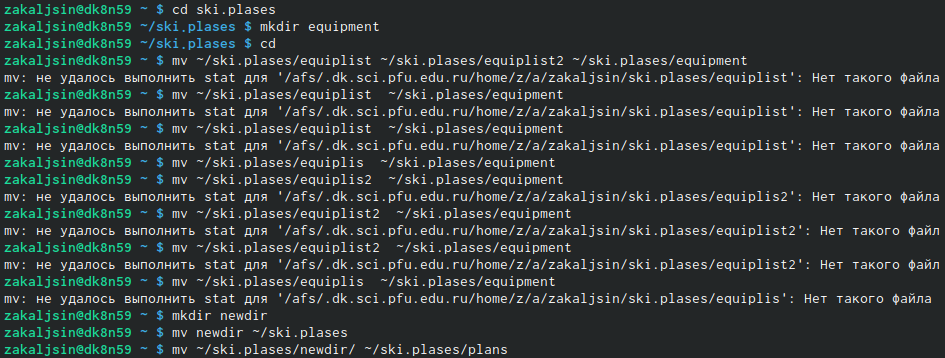 zakaljsin@dk8n59 ~ $ cd ski.plases
zakaljsin@dk8n59 ~/ski.plases $ mkdir equipment
zakaljsin@dk8n59 ~/ski.plases $ cd
zakaljsin@dk8n59 ~ $ mv ~/ski.plases/equiplist ~/ski.plases/equiplist2 ~/ski.plases/equipment
mv: не удалось выполнить stat для '/afs/.dk.sci.pfu.edu.ru/home/z/a/zakaljsin/ski.plases/equiplist': Нет такого файла
zakaljsin@dk8n59 ~ $ mv ~/ski.plases/equiplist  ~/ski.plases/equipment
mv: не удалось выполнить stat для '/afs/.dk.sci.pfu.edu.ru/home/z/a/zakaljsin/ski.plases/equiplist': Нет такого файла
zakaljsin@dk8n59 ~ $ mv ~/ski.plases/equiplist  ~/ski.plases/equipment
mv: не удалось выполнить stat для '/afs/.dk.sci.pfu.edu.ru/home/z/a/zakaljsin/ski.plases/equiplist': Нет такого файла
zakaljsin@dk8n59 ~ $ mv ~/ski.plases/equiplis  ~/ski.plases/equipment
zakaljsin@dk8n59 ~ $ mv ~/ski.plases/equiplis2  ~/ski.plases/equipment
mv: не удалось выполнить stat для '/afs/.dk.sci.pfu.edu.ru/home/z/a/zakaljsin/ski.plases/equiplis2': Нет такого файла
zakaljsin@dk8n59 ~ $ mv ~/ski.plases/equiplist2  ~/ski.plases/equipment
mv: не удалось выполнить stat для '/afs/.dk.sci.pfu.edu.ru/home/z/a/zakaljsin/ski.plases/equiplist2': Нет такого файл
zakaljsin@dk8n59 ~ $ mv ~/ski.plases/equiplist2  ~/ski.plases/equipment
mv: не удалось выполнить stat для '/afs/.dk.sci.pfu.edu.ru/home/z/a/zakaljsin/ski.plases/equiplist2': Нет такого файл
zakaljsin@dk8n59 ~ $ mv ~/ski.plases/equiplis  ~/ski.plases/equipment
mv: не удалось выполнить stat для '/afs/.dk.sci.pfu.edu.ru/home/z/a/zakaljsin/ski.plases/equiplis': Нет такого файла
zakaljsin@dk8n59 ~ $ mkdir newdir
zakaljsin@dk8n59 ~ $ mv newdir ~/ski.plases
zakaljsin@dk8n59 ~ $ mv ~/ski.plases/newdir/ ~/ski.plases/plans